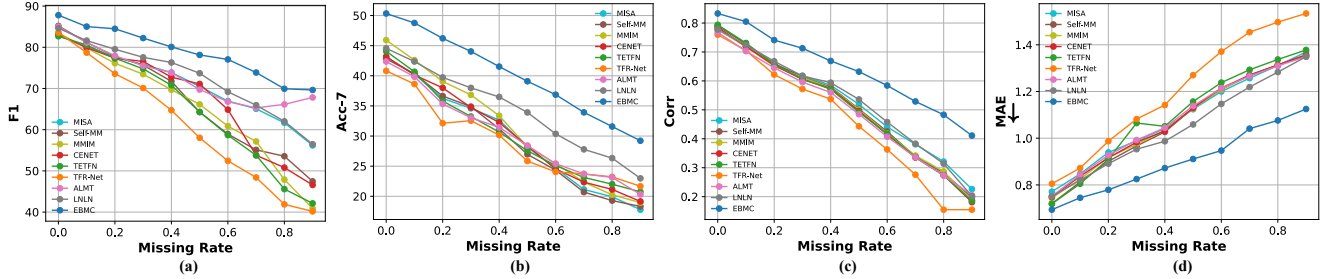 F1
90
80
70
60
50
40
MISA
Self-MM
MMIM
CENET
TETFN
TFR-Net
ALMT
LNLN
EBMC
0.0 0.2 0.4 0.6 0.8
Missing Rate
(a)
Acc-7
50
45
40
35
30
25
20
MISA
Self-MM
MMIM
CENET
TETFN
TFR-Net
ALMT
LNLN
EBMC
0.0 0.2 0.4 0.6 0.8
Missing Rate
(b)
Corr
0.8
0.7
0.6
0.5
0.4
0.3
0.2
MISA
Self-MM
MMIM
CENET
TETFN
TFR-Net
ALMT
LNLN
EBMC
0.0 0.2 0.4 0.6 0.8
Missing Rate
(c)
MAE
↓
1.4
1.2
1.0
0.8
MISA
Self-MM
MMIM
CENET
TETFN
TFR-Net
ALMT
LNLN
EBMC
0.0 0.2 0.4 0.6 0.8
Missing Rate
(d)